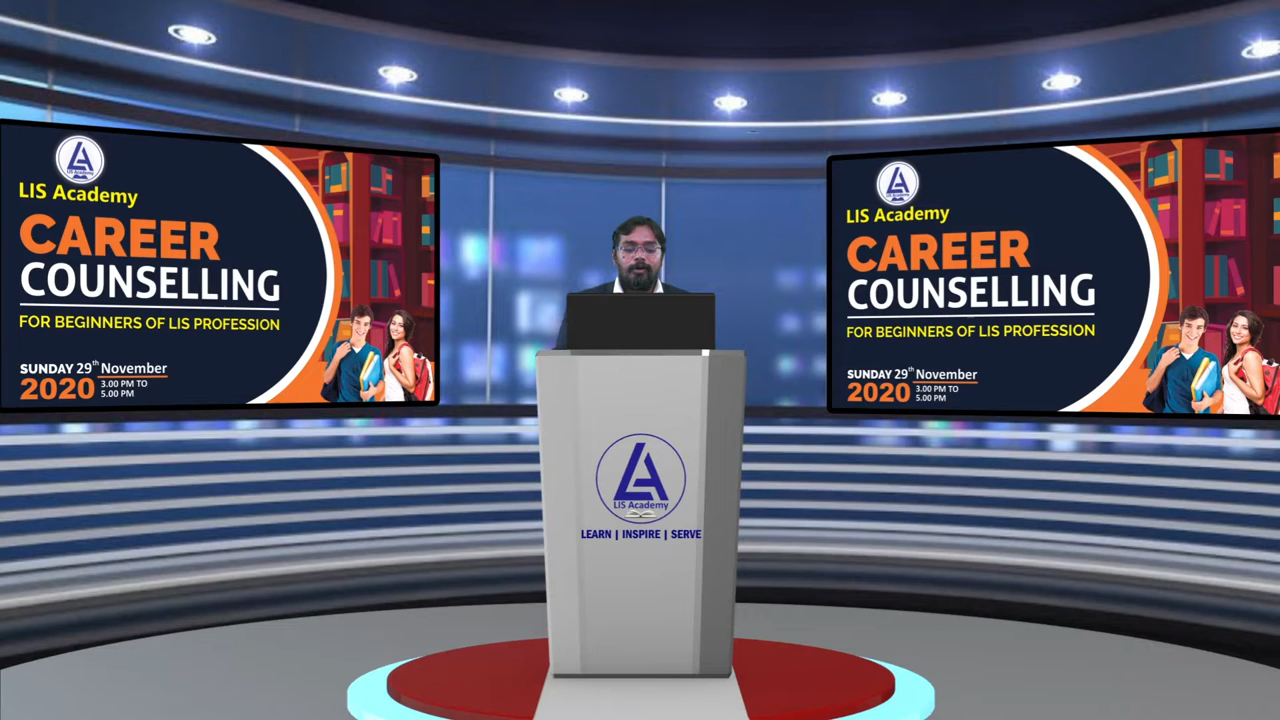 LIS Academy
LIS Academy
CAREER
COUNSELLING
FOR BEGINNERS OF LIS PROFESSION
SUNDAY 29th November
2020 3.00 PM TO
5.00 PM
LIS Academy
LIS Academy
CAREER
COUNSELLING
FOR BEGINNERS OF LIS PROFESSION
SUNDAY 29th November
2020 3.00 PM TO
5.00 PM
LIS Academy
LEARN | INSPIRE | SERVE